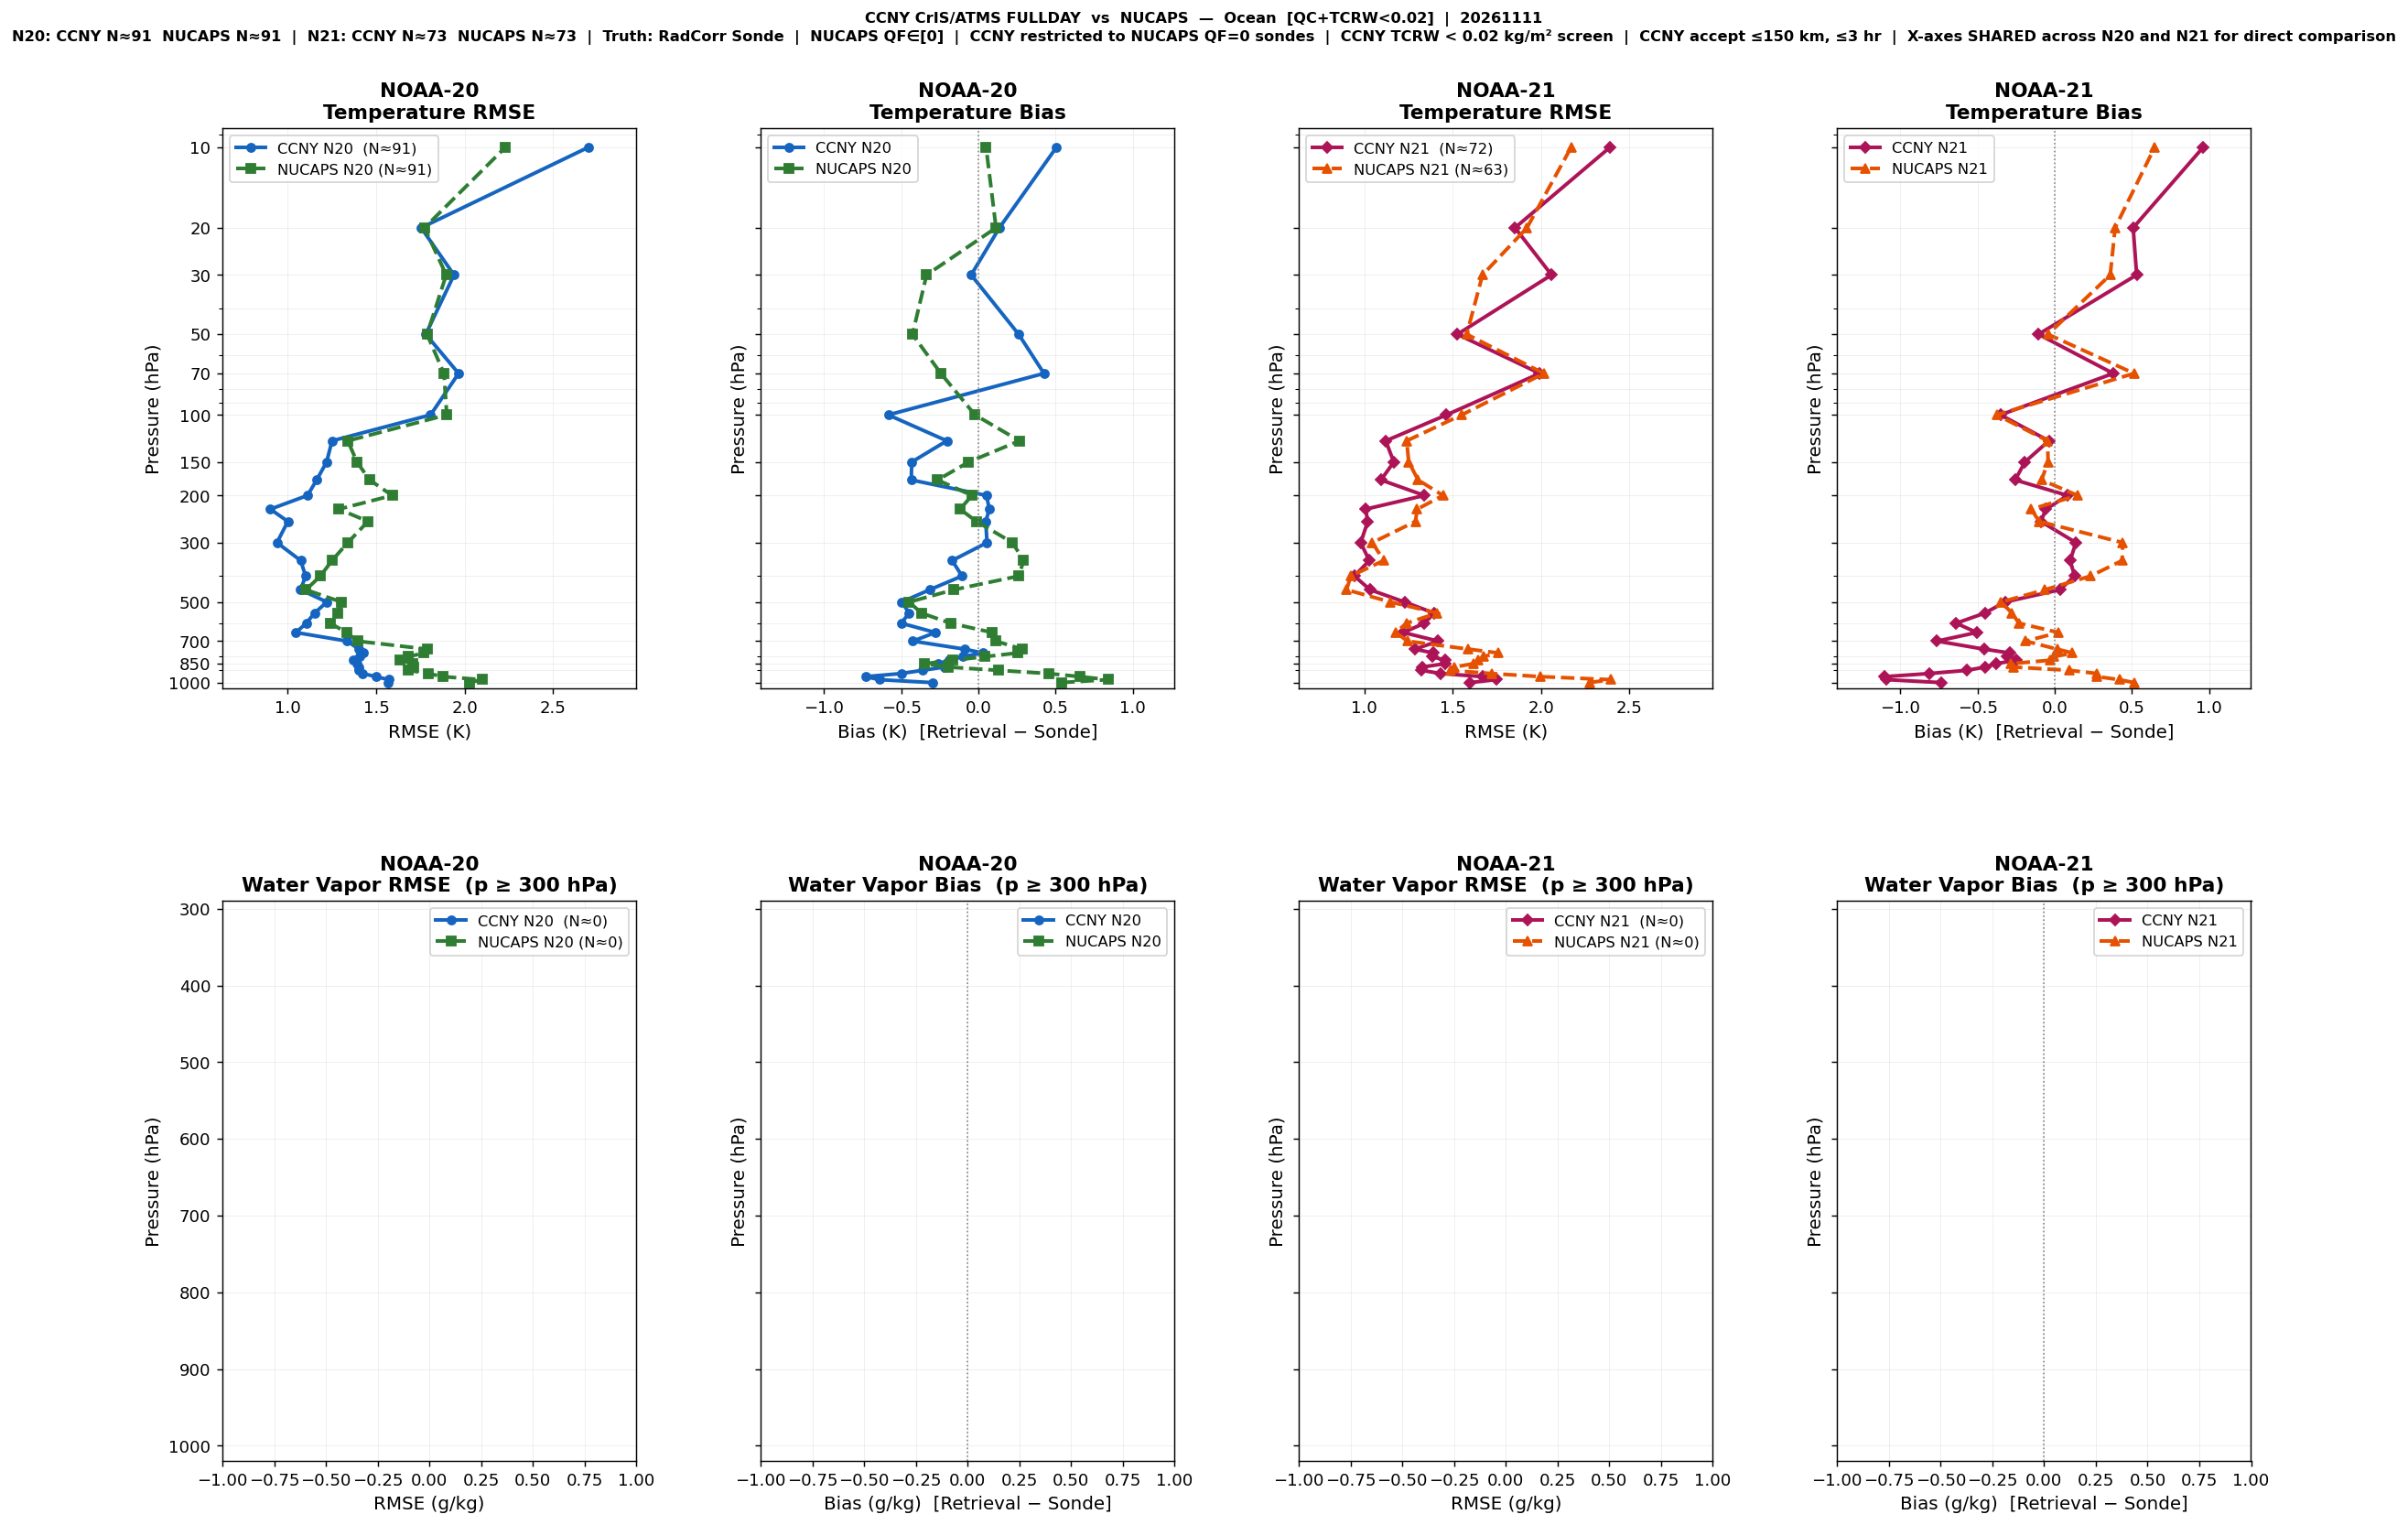 CCNY CrIS/ATMS FULLDAY vs NUCAPS — Ocean [QC+TCRW<0.02] | 20261111
N20: CCNY N≈91 NUCAPS N≈91 | N21: CCNY N≈73 NUCAPS N≈73 | Truth: RadCorr Sonde | NUCAPS QF∈[0] | CCNY restricted to NUCAPS QF=0 sondes | CCNY TCRW < 0.02 kg/m² screen | CCNY accept ≤150 km, ≤3 hr | X-axes SHARED across N20 and N21 for direct comparison
NOAA-20
Temperature RMSE
CCNY N20 (N≈91)
NUCAPS N20 (N≈91)
Pressure (hPa)
10
20
30
50
70
100
150
200
300
500
700
850
1000
1.0 1.5 2.0 2.5
RMSE (K)
NOAA-20
Temperature Bias
CCNY N20
NUCAPS N20
Pressure (hPa)
−1.0 −0.5 0.0 0.5 1.0
Bias (K) [Retrieval − Sonde]
NOAA-21
Temperature RMSE
CCNY N21 (N≈72)
NUCAPS N21 (N≈63)
Pressure (hPa)
1.0 1.5 2.0 2.5
RMSE (K)
NOAA-21
Temperature Bias
CCNY N21
NUCAPS N21
Pressure (hPa)
−1.0 −0.5 0.0 0.5 1.0
Bias (K) [Retrieval − Sonde]
NOAA-20
Water Vapor RMSE (p ≥ 300 hPa)
CCNY N20 (N≈0)
NUCAPS N20 (N≈0)
Pressure (hPa)
300
400
500
600
700
800
900
1000
−1.00 −0.75 −0.50 −0.25 0.00 0.25 0.50 0.75 1.00
RMSE (g/kg)
NOAA-20
Water Vapor Bias (p ≥ 300 hPa)
CCNY N20
NUCAPS N20
Pressure (hPa)
−1.00 −0.75 −0.50 −0.25 0.00 0.25 0.50 0.75 1.00
Bias (g/kg) [Retrieval − Sonde]
NOAA-21
Water Vapor RMSE (p ≥ 300 hPa)
CCNY N21 (N≈0)
NUCAPS N21 (N≈0)
Pressure (hPa)
−1.00 −0.75 −0.50 −0.25 0.00 0.25 0.50 0.75 1.00
RMSE (g/kg)
NOAA-21
Water Vapor Bias (p ≥ 300 hPa)
CCNY N21
NUCAPS N21
Pressure (hPa)
−1.00 −0.75 −0.50 −0.25 0.00 0.25 0.50 0.75 1.00
Bias (g/kg) [Retrieval − Sonde]